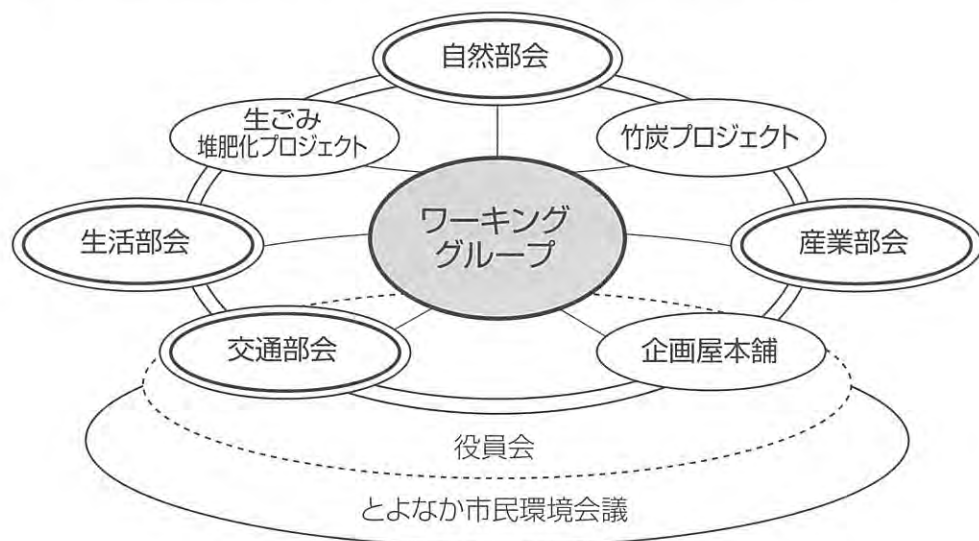 自然部会
生ごみ
堆肥化プロジェクト
竹炭プロジェクト
ワーキング
グループ
生活部会
産業部会
交通部会
企画屋本舗
役員会
とよなか市民環境会議